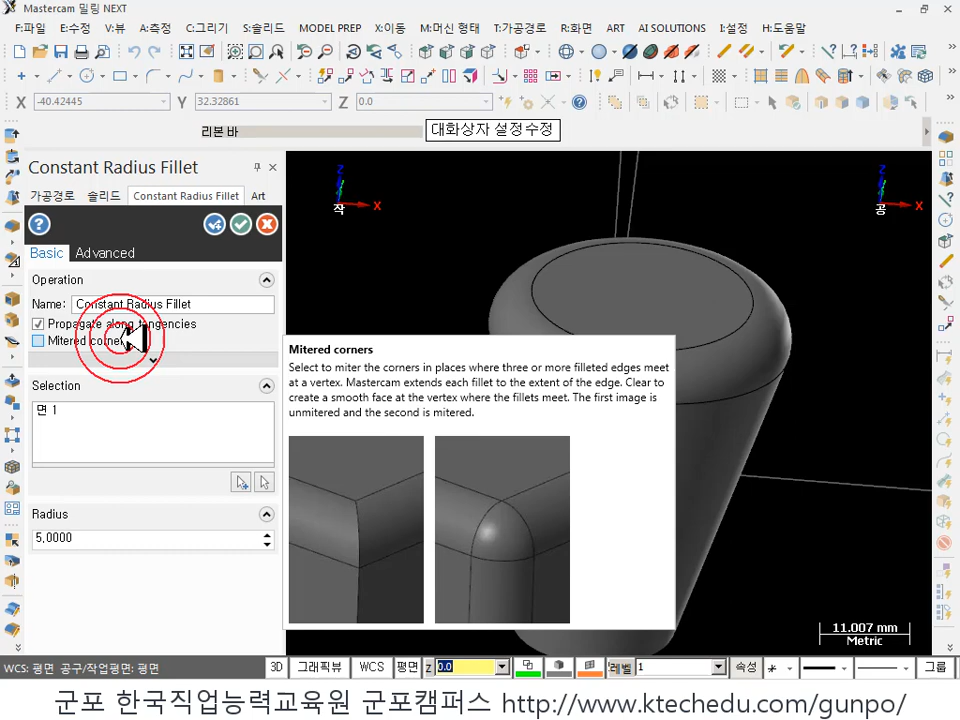 Mastercam 밀링 NEXT
F:파일 E:수정 V:뷰 A:측정 C:그리기 S:솔리드 MODEL PREP X:이동 M:변형 형태 T:가공경로 R:화면 ART AI SOLUTIONS I:설정 H:도움말
X -40.42445 Y 32.32861 Z 0.0
리본 바 대화상자 설정수정
Constant Radius Fillet
가공경로 솔리드 Constant Radius Fillet Art
Basic Advanced
Operation
Name: Constant Radius Fillet
Propagate along tangencies
Mitered corners
Mitered corners
Select to miter the corners in places where three or more filleted edges meet
at a vertex. Mastercam extends each fillet to the extent of the edge. Clear to
create a smooth face at the vertex where the fillets meet. The first image is
unmitered and the second is mitered.
Selection
면 1
Radius
5.0000
Z X 작
Z X 공
11.007 mm
Metric
WCS: 평면 공구/작업평면: 평면 3D 그래픽뷰 WCS 평면 Z 0.0 레벨 1 속성 그룹
군포 한국직업능력교육원 군포캠퍼스 http://www.ktechedu.com/gunpo/